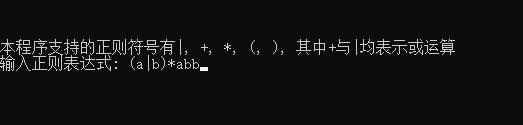 本程序支持的正则符号有|, +, *, (, ), 其中+与|均表示或运算
输入正则表达式: (a|b)*abb